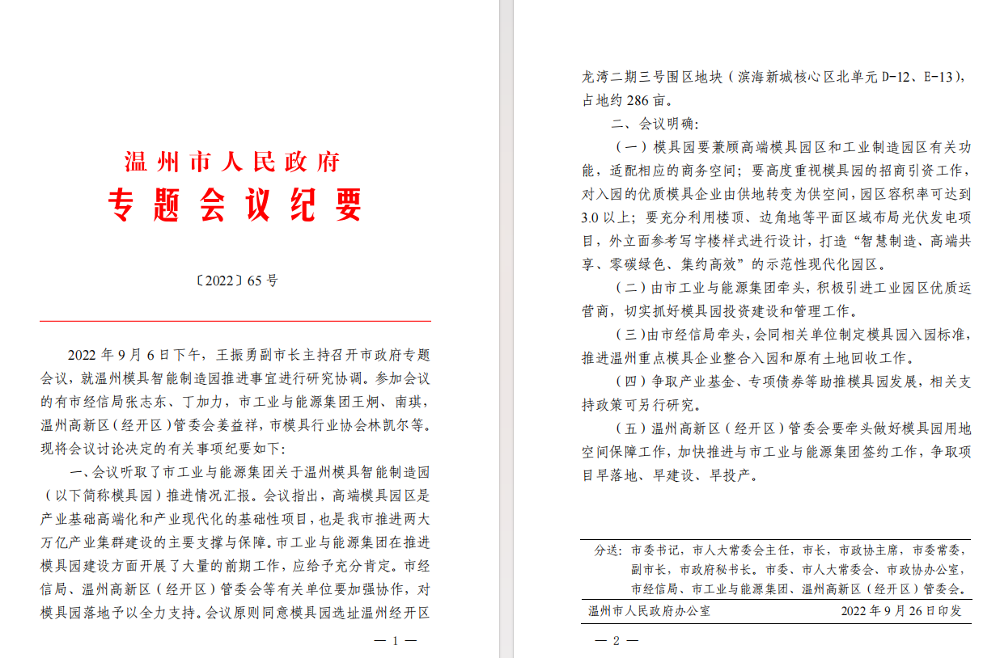 温州市人民政府
专题会议纪要
〔2022〕65 号
2022 年 9 月 6 日下午，王振勇副市长主持召开市政府专题
会议，就温州模具智能制造园推进事宜进行研究协调。参加会议
的有市经信局张志东、丁加力，市工业与能源集团王炯、南琪，
温州高新区（经开区）管委会姜益祥，市模具行业协会林凯尔等。
现将会议讨论决定的有关事项纪要如下：
一、会议听取了市工业与能源集团关于温州模具智能制造园
（以下简称模具园）推进情况汇报。会议指出，高端模具园区是
产业基础高端化和产业现代化的基础性项目，也是我市推进两大
万亿产业集群建设的主要支撑与保障。市工业与能源集团在推进
模具园建设方面开展了大量的前期工作，应给予充分肯定。市经
信局、温州高新区（经开区）管委会等有关单位要加强协作，对
模具园落地予以全力支持。会议原则同意模具园选址温州经开区
— 1 —
龙湾二期三号围区地块（滨海新城核心区北单元 D-12、E-13），
占地约 286 亩。
二、会议明确：
（一）模具园要兼顾高端模具园区和工业制造园区有关功
能，适配相应的商务空间；要高度重视模具园的招商引资工作，
对入园的优质模具企业由供地转变为供空间，园区容积率可达到
3.0 以上；要充分利用楼顶、边角地等平面区域布局光伏发电项
目，外立面参考写字楼样式进行设计，打造“智慧制造、高端共
享、零碳绿色、集约高效”的示范性现代化园区。
（二）由市工业与能源集团牵头，积极引进工业园区优质运
营商，切实抓好模具园投资建设和管理工作。
（三）由市经信局牵头，会同相关单位制定模具园入园标准，
推进温州重点模具企业整合入园和原有土地回收工作。
（四）争取产业基金、专项债券等助推模具园发展，相关支
持政策可另行研究。
（五）温州高新区（经开区）管委会要牵头做好模具园用地
空间保障工作，加快推进与市工业与能源集团签约工作，争取项
目早落地、早建设、早投产。
分送：市委书记，市人大常委会主任，市长，市政协主席，市委常委，
副市长，市政府秘书长。市委、市人大常委会、市政协办公室，
市经信局、市工业与能源集团、温州高新区（经开区）管委会。
温州市人民政府办公室 2022 年 9 月 26 日印发
— 2 —